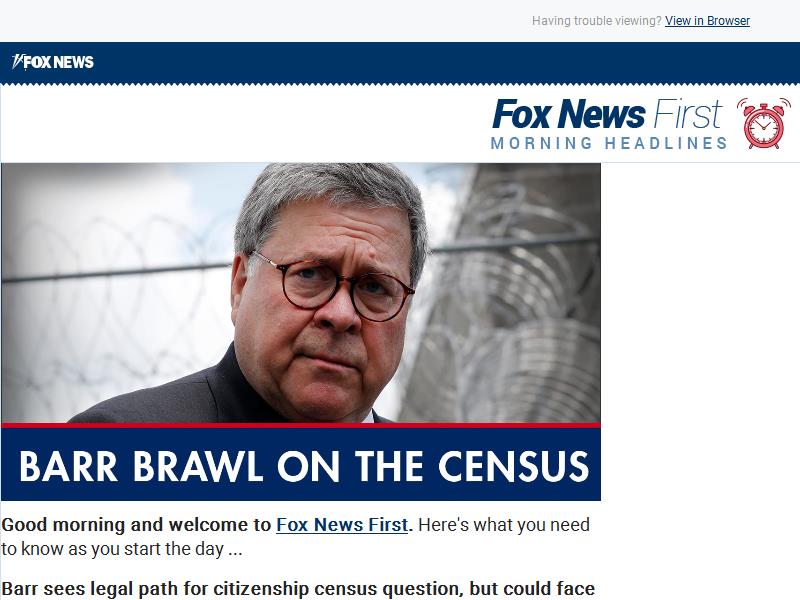 Having trouble viewing? View in Browser
FOX NEWS
Fox News First
MORNING HEADLINES
BARR BRAWL ON THE CENSUS
Good morning and welcome to Fox News First. Here's what you need
to know as you start the day ...
Barr sees legal path for citizenship census question, but could face